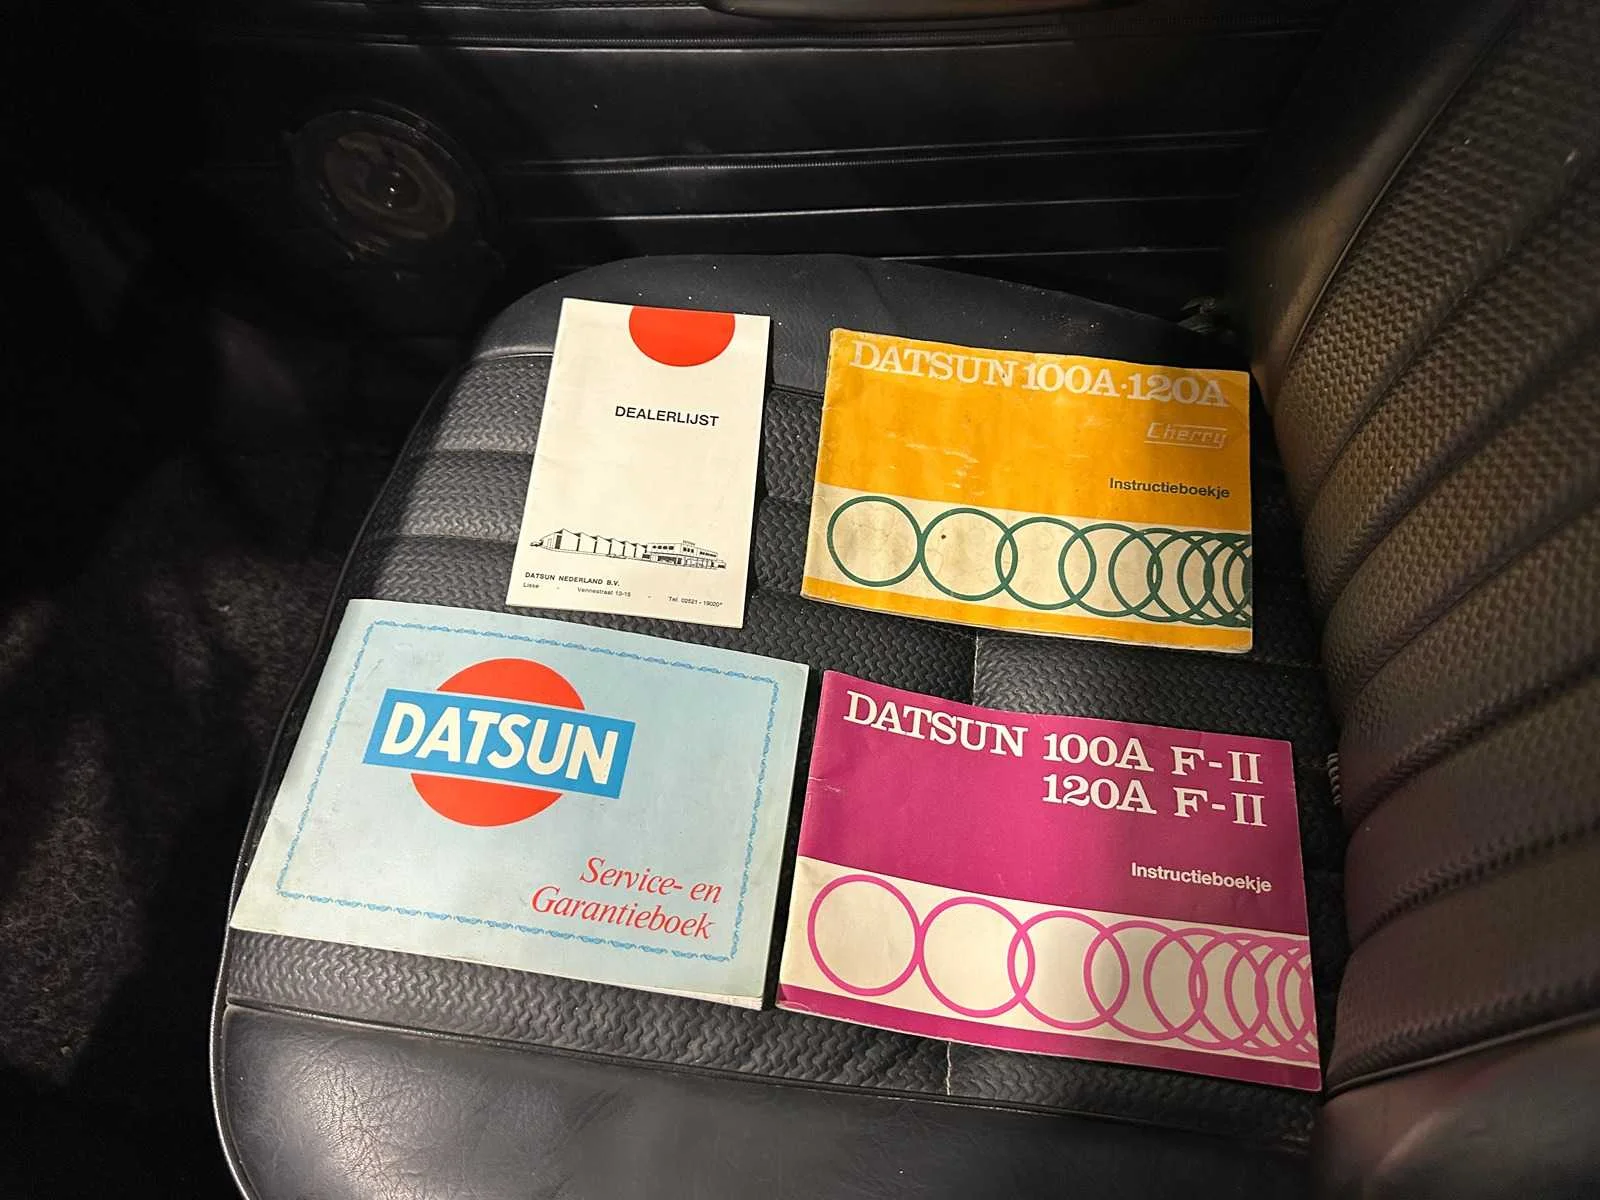 DEALERLIJST
DATSUN NEDERLAND B.V.
Lisse - Vennestraat 13-15 - Tel. 02521-19020*
DATSUN 100A·120A
Cherry
Instructieboekje
DATSUN
Service- en
Garantieboek
DATSUN 100A F-II
120A F-II
Instructieboekje